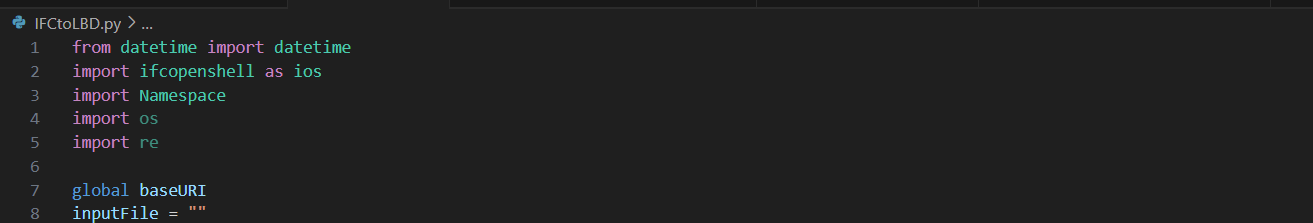 IFCtoLBD.py > ...
1 from datetime import datetime
2 import ifcopenshell as ios
3 import Namespace
4 import os
5 import re
6
7 global baseURI
8 inputFile = ""